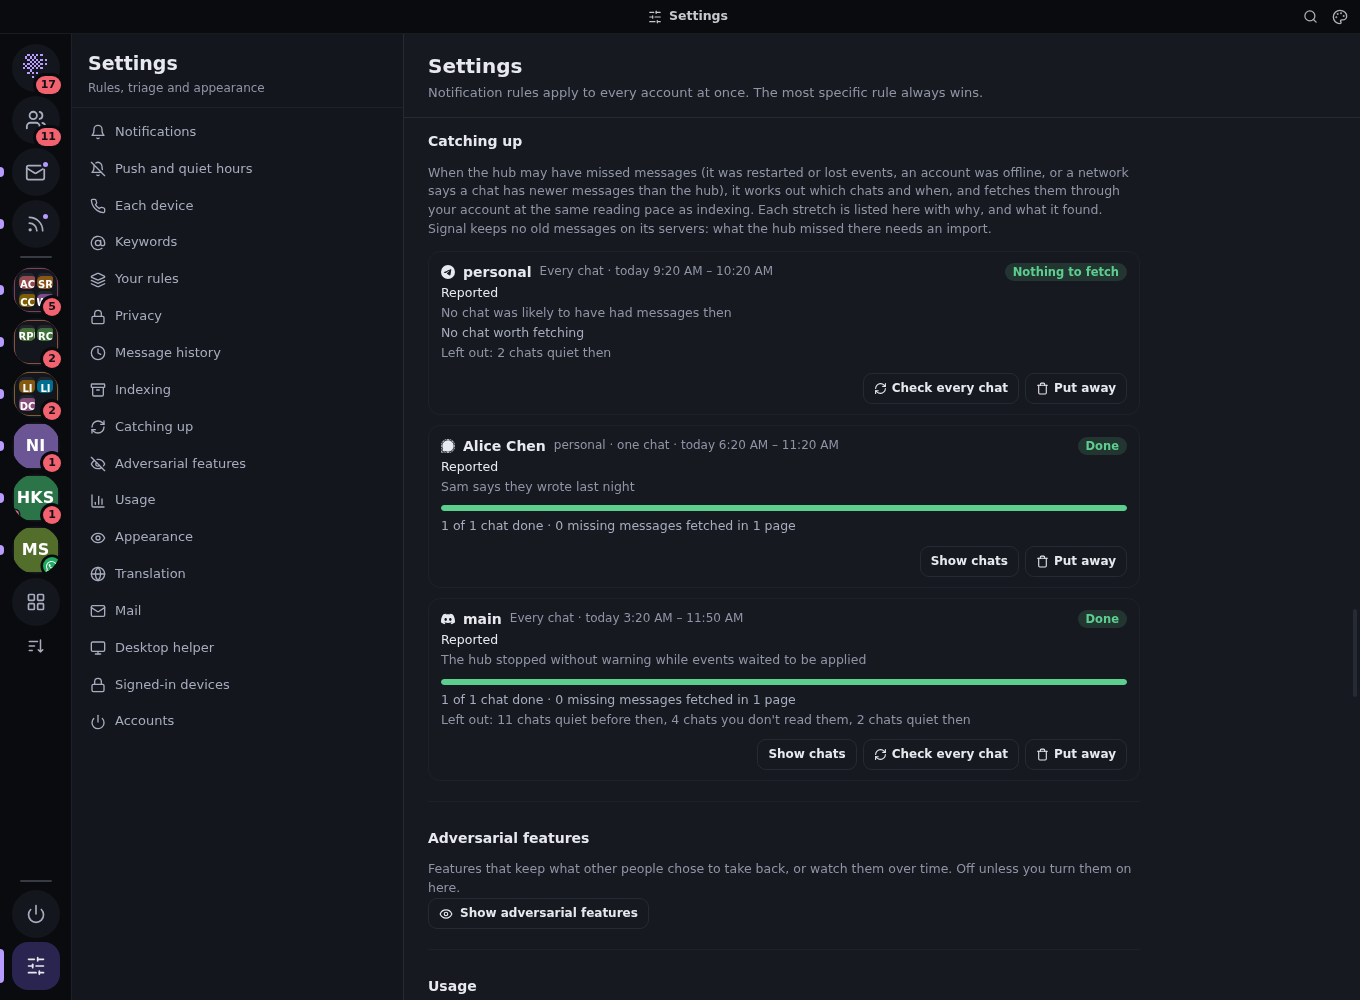 Settings
17
11
AC SR
CC
5
RP RC
2
LI LI
DC
2
NI
1
HKS
1
MS
Settings
Rules, triage and appearance
Notifications
Push and quiet hours
Each device
Keywords
Your rules
Privacy
Message history
Indexing
Catching up
Adversarial features
Usage
Appearance
Translation
Mail
Desktop helper
Signed-in devices
Accounts
Settings
Notification rules apply to every account at once. The most specific rule always wins.
Catching up
When the hub may have missed messages (it was restarted or lost events, an account was offline, or a network
says a chat has newer messages than the hub), it works out which chats and when, and fetches them through
your account at the same reading pace as indexing. Each stretch is listed here with why, and what it found.
Signal keeps no old messages on its servers: what the hub missed there needs an import.
personal Every chat · today 9:20 AM – 10:20 AM Nothing to fetch
Reported
No chat was likely to have had messages then
No chat worth fetching
Left out: 2 chats quiet then
Check every chat Put away
Alice Chen personal · one chat · today 6:20 AM – 11:20 AM Done
Reported
Sam says they wrote last night
1 of 1 chat done · 0 missing messages fetched in 1 page
Show chats Put away
main Every chat · today 3:20 AM – 11:50 AM Done
Reported
The hub stopped without warning while events waited to be applied
1 of 1 chat done · 0 missing messages fetched in 1 page
Left out: 11 chats quiet before then, 4 chats you don't read them, 2 chats quiet then
Show chats Check every chat Put away
Adversarial features
Features that keep what other people chose to take back, or watch them over time. Off unless you turn them on
here.
Show adversarial features
Usage